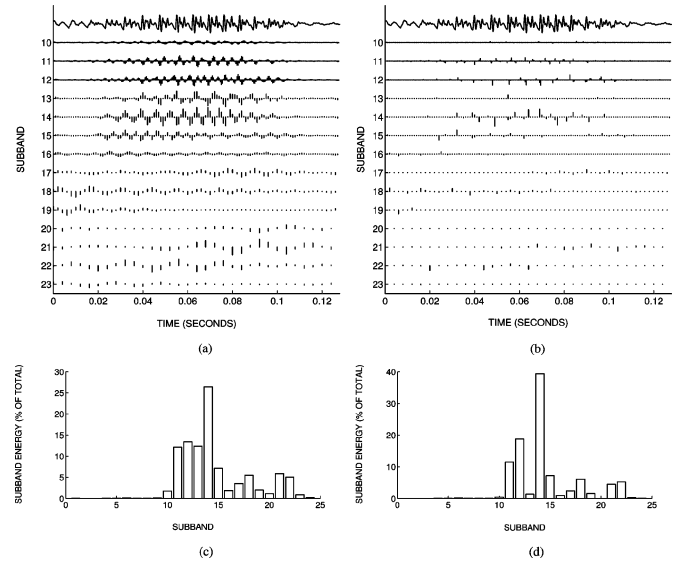 SUBBAND
10
11
12
13
14
15
16
17
18
19
20
21
22
23
0 0.02 0.04 0.06 0.08 0.1 0.12
TIME (SECONDS)
(a)
SUBBAND
10
11
12
13
14
15
16
17
18
19
20
21
22
23
0 0.02 0.04 0.06 0.08 0.1 0.12
TIME (SECONDS)
(b)
SUBBAND ENERGY (% OF TOTAL)
30
25
20
15
10
5
0
0 5 10 15 20 25
SUBBAND
(c)
SUBBAND ENERGY (% OF TOTAL)
40
30
20
10
0
0 5 10 15 20 25
SUBBAND
(d)